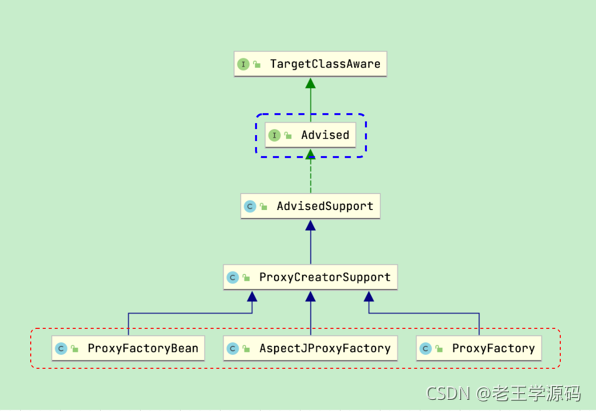 I TargetClassAware
I Advised
C AdvisedSupport
C ProxyCreatorSupport
C ProxyFactoryBean
C AspectJProxyFactory
C ProxyFactory
CSDN @老王学源码